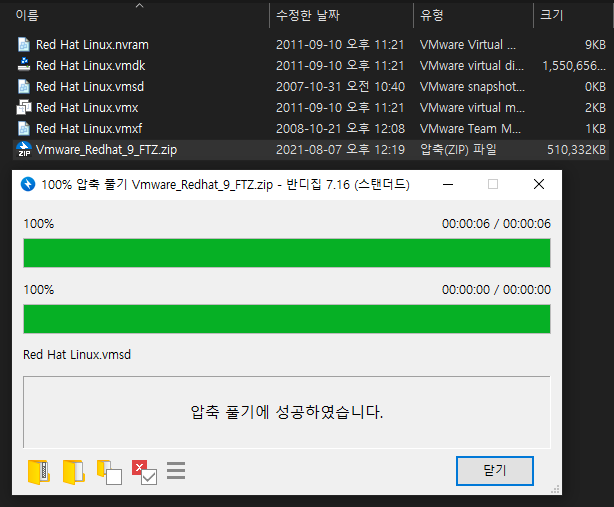 이름 수정한 날짜 유형 크기
Red Hat Linux.nvram 2011-09-10 오후 11:21 VMware Virtual ... 9KB
Red Hat Linux.vmdk 2011-09-10 오후 11:21 VMware virtual di... 1,550,656...
Red Hat Linux.vmsd 2007-10-31 오전 10:40 VMware snapshot... 0KB
Red Hat Linux.vmx 2011-09-10 오후 11:21 VMware virtual m... 2KB
Red Hat Linux.vmxf 2008-10-21 오후 12:08 VMware Team M... 1KB
ZIP Vmware_Redhat_9_FTZ.zip 2021-08-07 오후 12:19 압축(ZIP) 파일 510,332KB
100% 압축 풀기 Vmware_Redhat_9_FTZ.zip - 반디집 7.16 (스탠더드)
100% 00:00:06 / 00:00:06
100% 00:00:00 / 00:00:00
Red Hat Linux.vmsd
압축 풀기에 성공하였습니다.
닫기